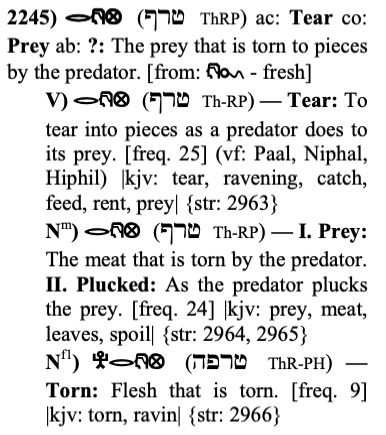 2245) (טרף ThRP) ac: Tear co:
Prey ab: ?: The prey that is torn to pieces
by the predator. [from: - fresh]
V) (טרף Th-RP) — Tear: To
tear into pieces as a predator does to
its prey. [freq. 25] (vf: Paal, Niphal,
Hiphil) |kjv: tear, ravening, catch,
feed, rent, prey| {str: 2963}
Nᵐ) (טרף Th-RP) — I. Prey:
The meat that is torn by the predator.
II. Plucked: As the predator plucks
the prey. [freq. 24] |kjv: prey, meat,
leaves, spoil| {str: 2964, 2965}
Nᶠ¹) (טרפה ThR-PH) —
Torn: Flesh that is torn. [freq. 9]
|kjv: torn, ravin| {str: 2966}